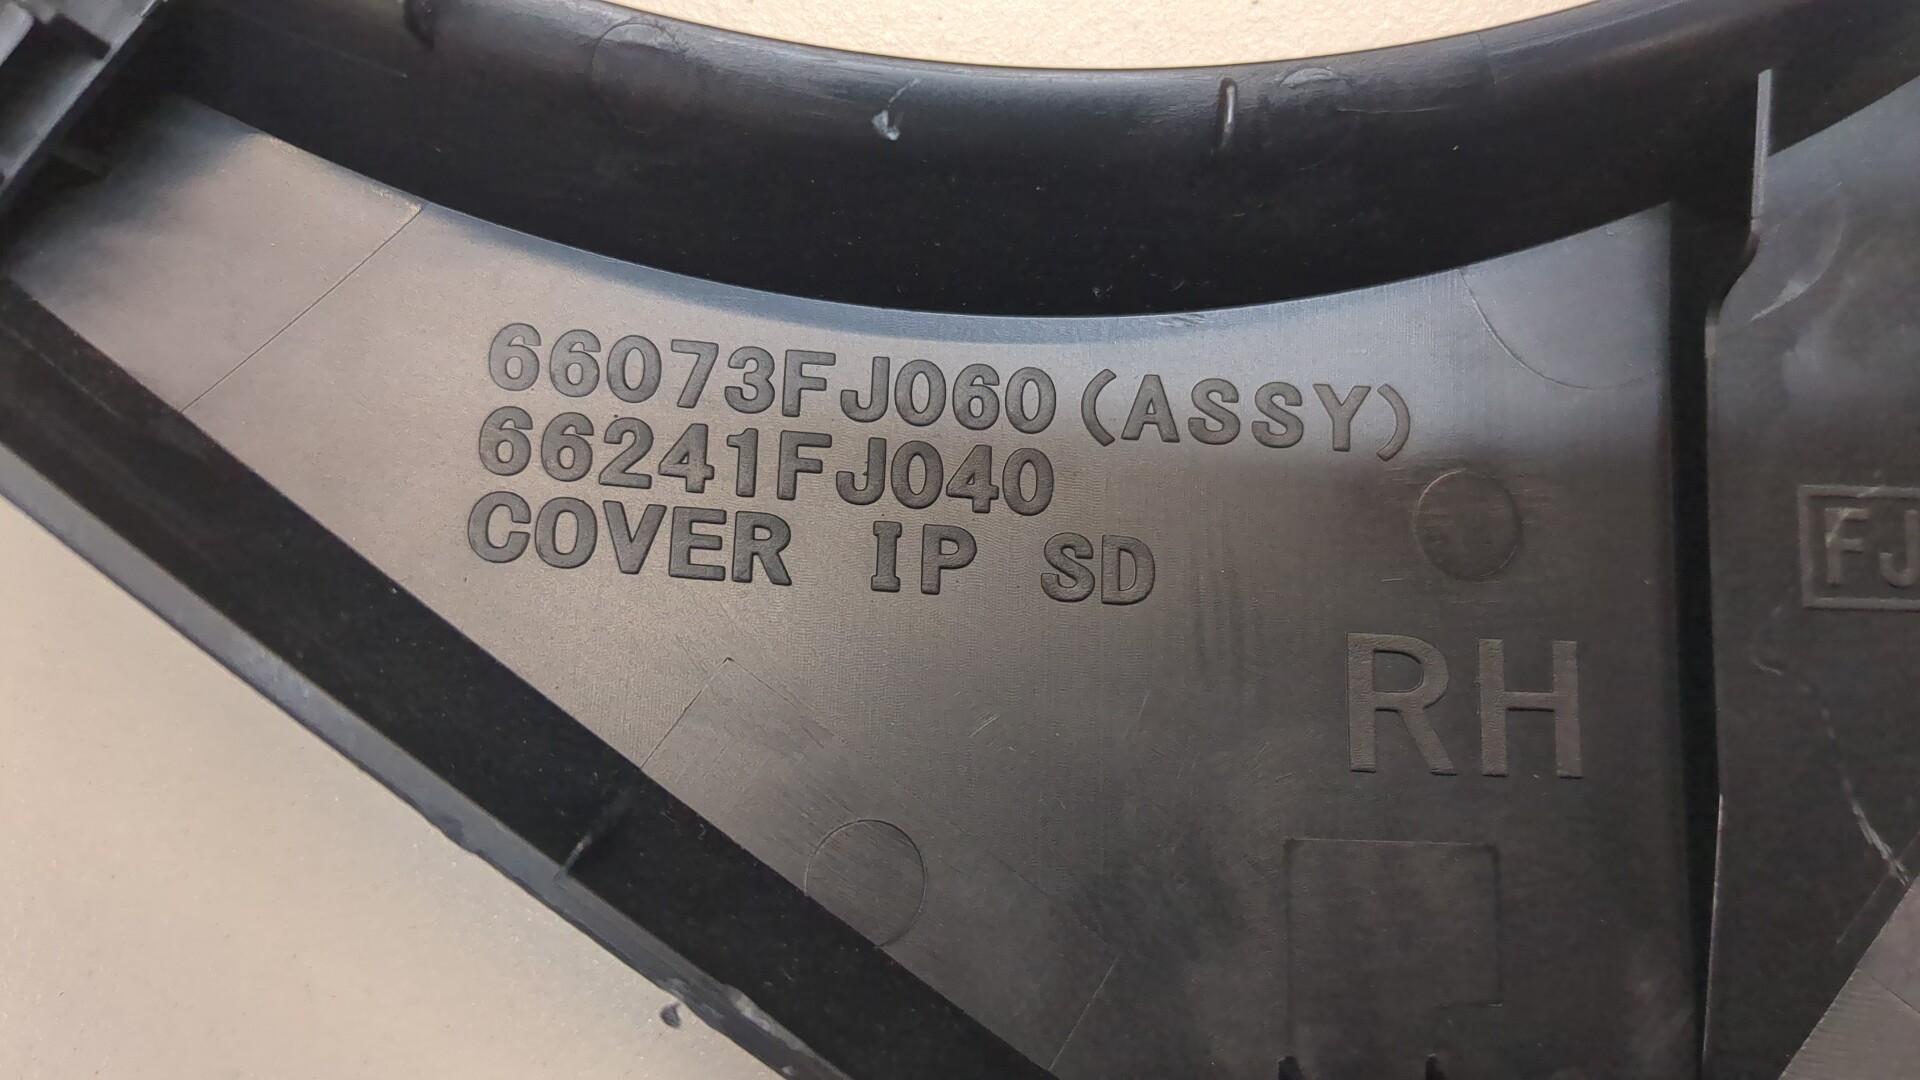 66073FJ060(ASSY)
66241FJ040
COVER IP SD
RH
FJ